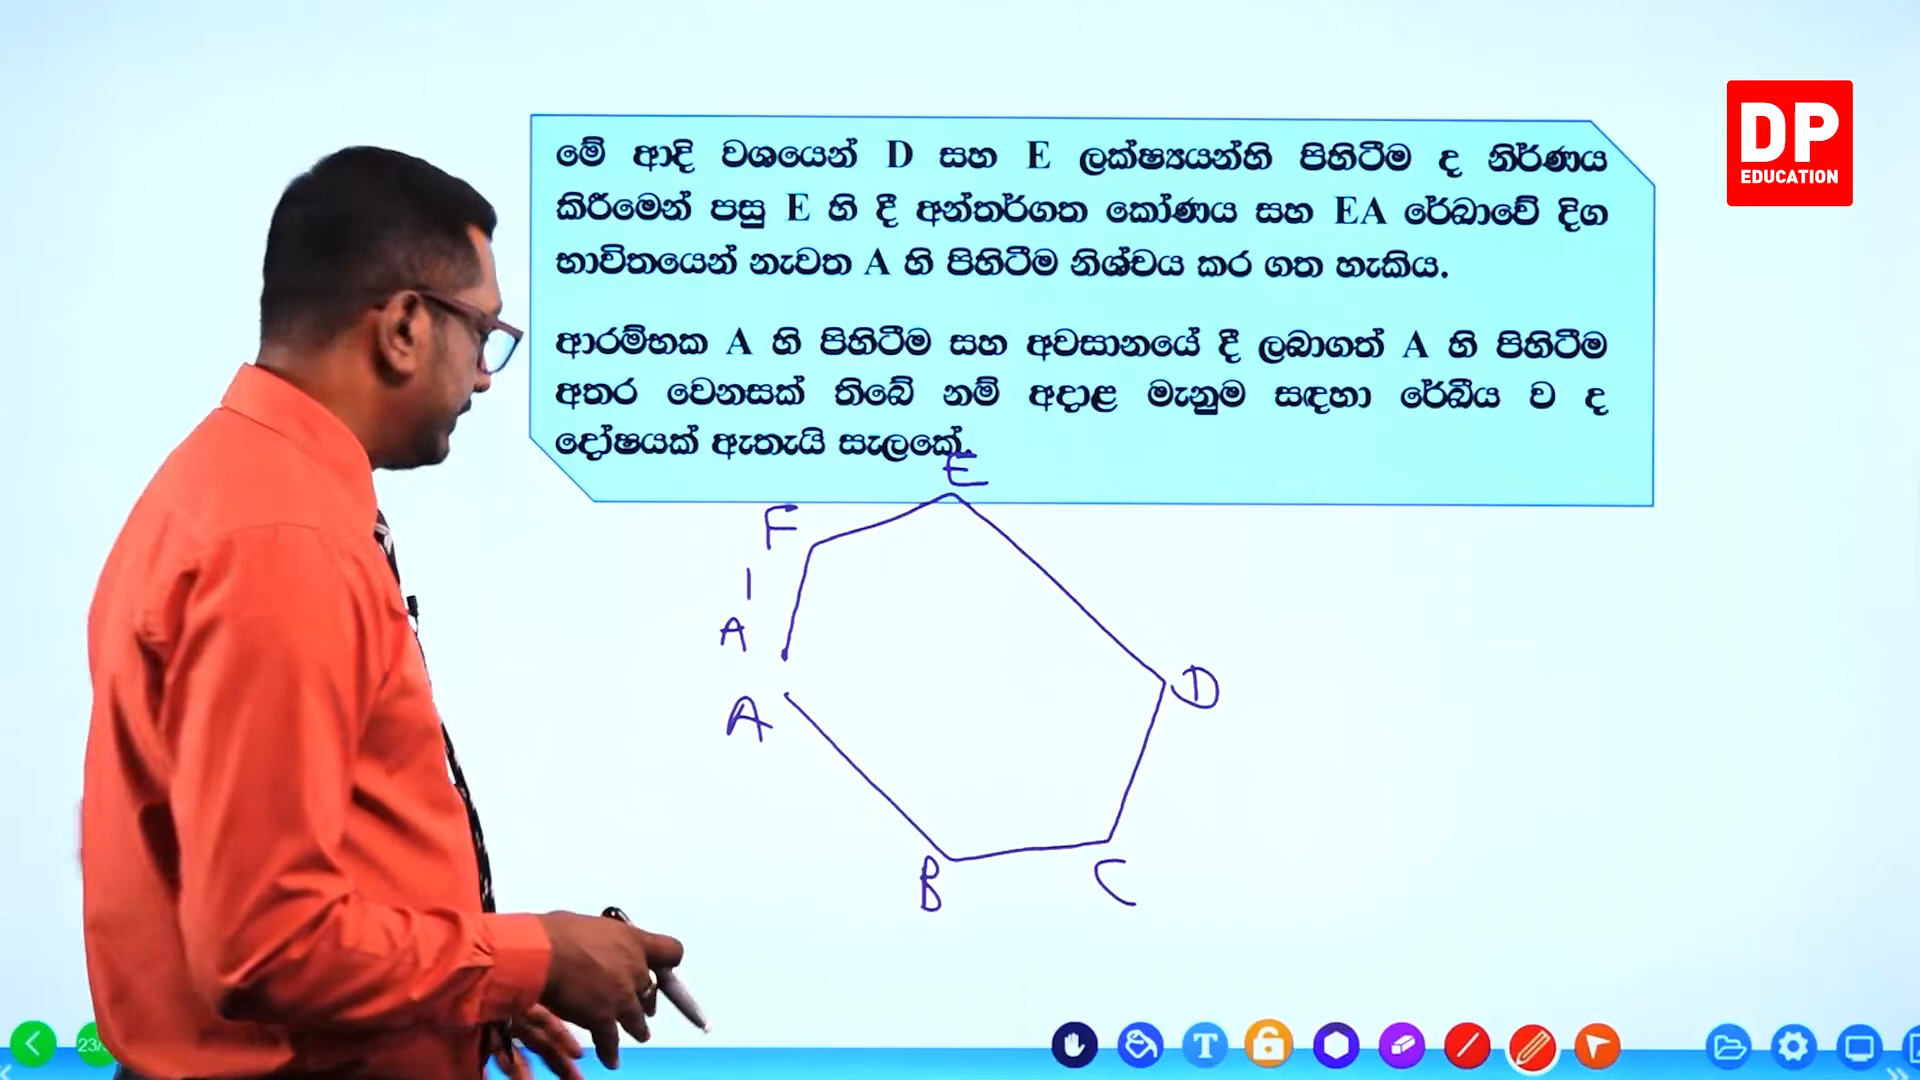 DP
EDUCATION
මේ ආදි වශයෙන් D සහ E ලක්ෂ්‍යයන්හි පිහිටීම ද නිර්ණය
කිරීමෙන් පසු E හි දී අන්තර්ගත කෝණය සහ EA රේඛාවේ දිග
භාවිතයෙන් නැවත A හි පිහිටීම නිශ්චය කර ගත හැකිය.
ආරම්භක A හි පිහිටීම සහ අවසානයේ දී ලබාගත් A හි පිහිටීම
අතර වෙනසක් තිබේ නම් අදාළ මැනුම සඳහා රේඛීය ව ද
දෝෂයක් ඇතැයි සැලකේ.
E
F
A
A
D
B
C
T